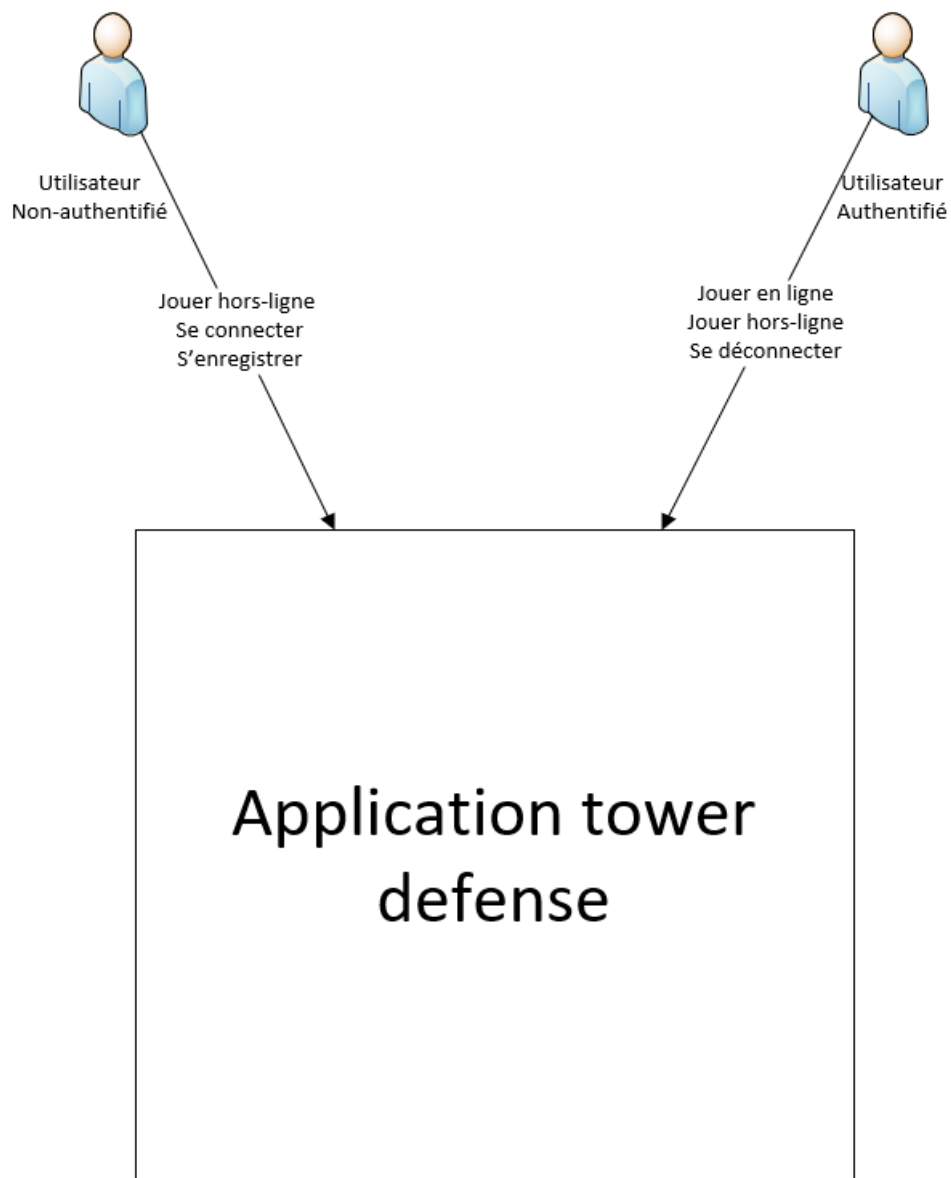 Utilisateur
Non-authentifié
Utilisateur
Authentifié
Jouer hors-ligne
Se connecter
S’enregistrer
Jouer en ligne
Jouer hors-ligne
Se déconnecter
Application tower
defense